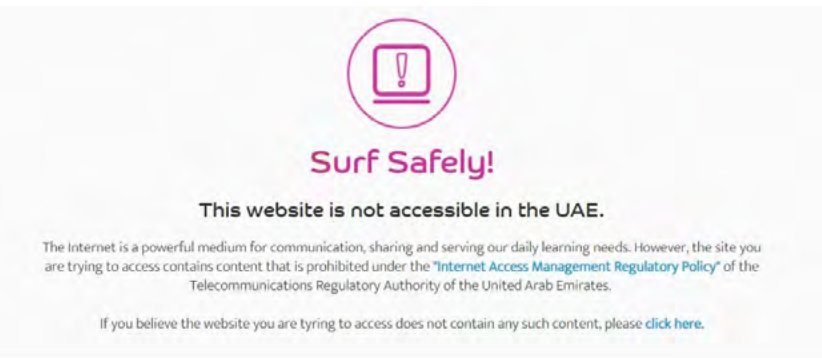 Surf Safely!
This website is not accessible in the UAE.
The Internet is a powerful medium for communication, sharing and serving our daily learning needs. However, the site you
are trying to access contains content that is prohibited under the "Internet Access Management Regulatory Policy" of the
Telecommunications Regulatory Authority of the United Arab Emirates.
If you believe the website you are tyring to access does not contain any such content, please click here.